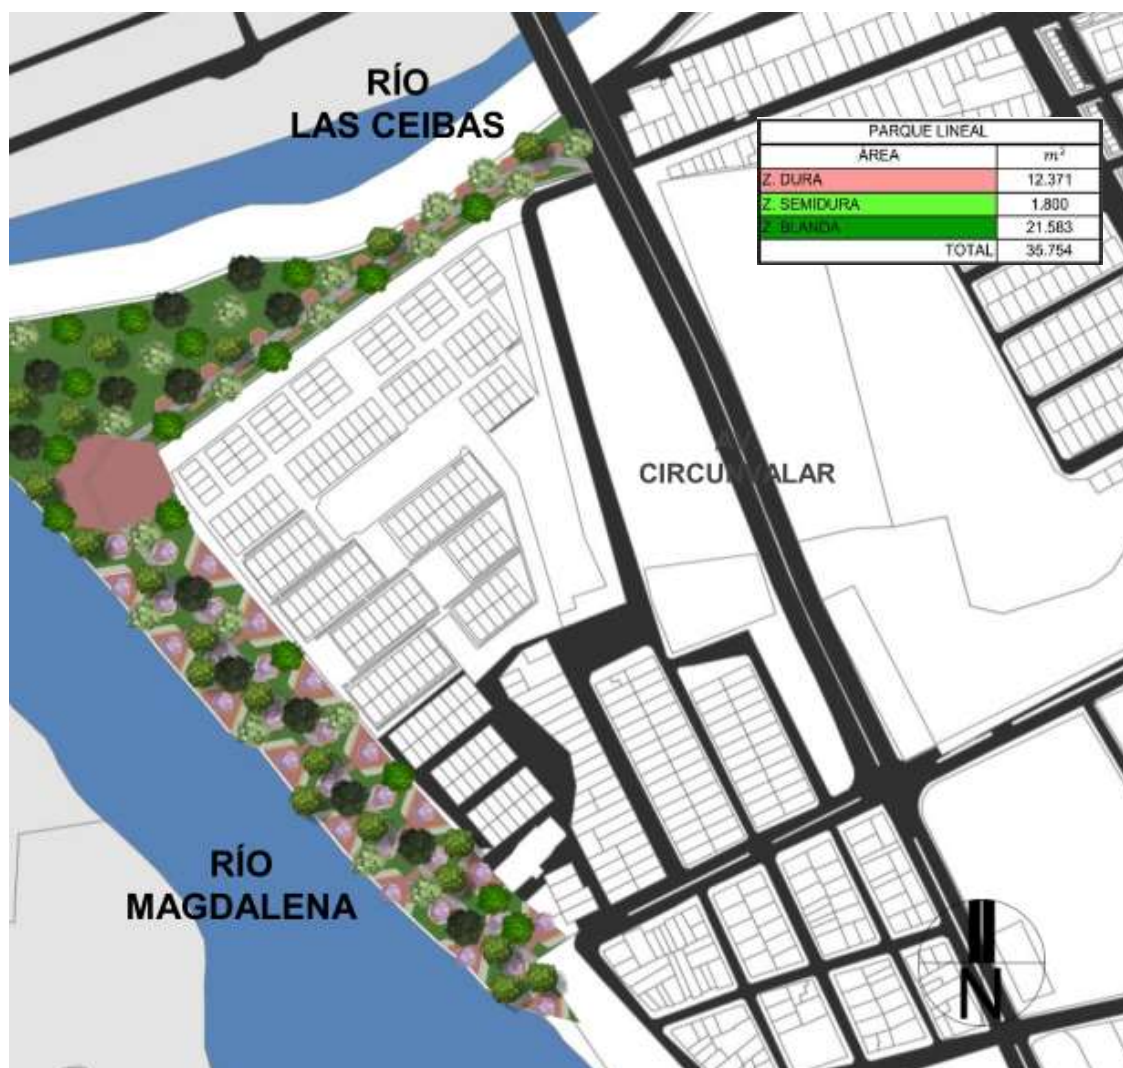 RÍO
LAS CEIBAS
PARQUE LINEAL
ÁREA m²
Z. DURA 12.371
Z. SEMIDURA 1.800
Z. BLANDA 21.583
TOTAL 35.754
AV
CIRCUNVALAR
RÍO
MAGDALENA
N